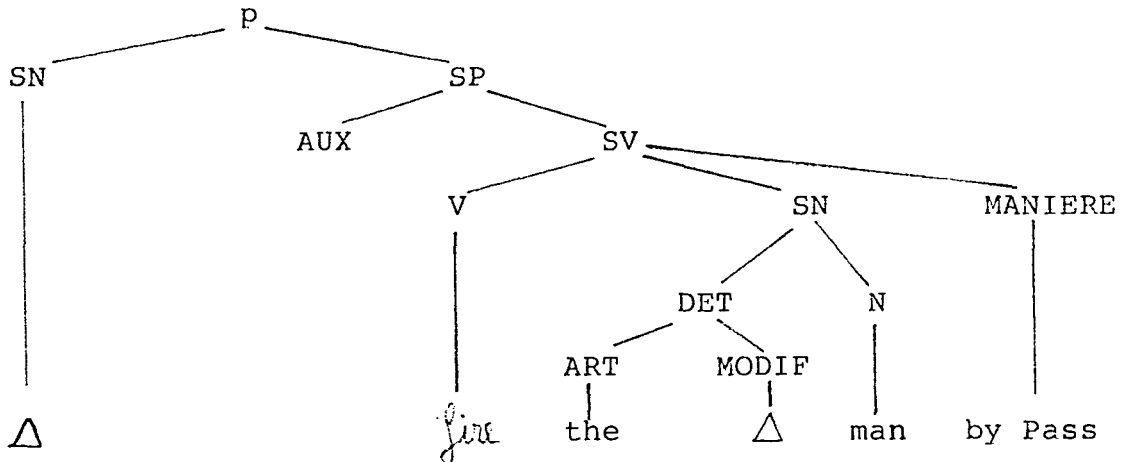 p
SN SP
AUX SV
V SN MANIERE
DET N
ART MODIF
Δ fire the Δ man by Pass